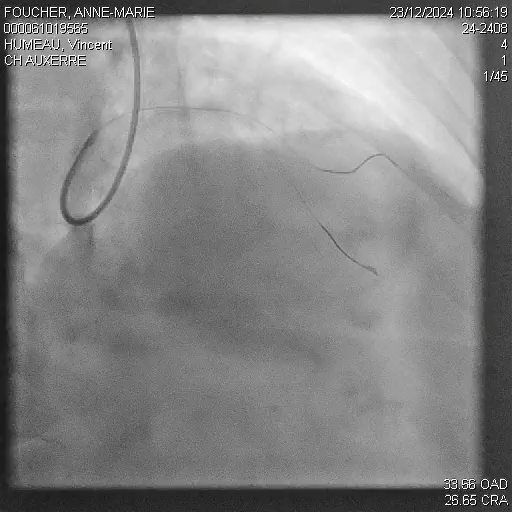 FOUCHER, ANNE-MARIE
000061019565
HUMEAU, Vincent
CH AUXERRE
23/12/2024 10:56:19
24-2408
4
1
1/45
33.56 OAD
26.65 CRA